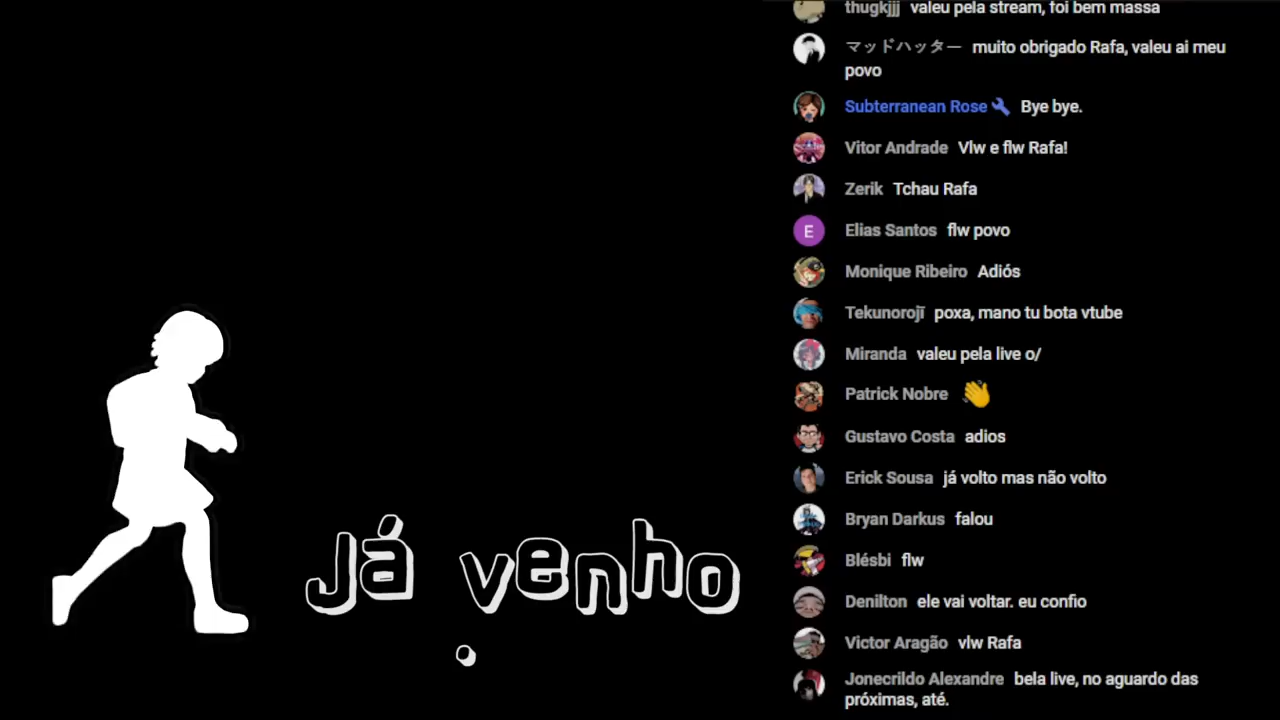 thugkjjj valeu pela stream, foi bem massa
マッドハッター muito obrigado Rafa, valeu ai meu
povo
Subterranean Rose Bye bye.
Vitor Andrade Vlw e flw Rafa!
Zerik Tchau Rafa
E Elias Santos flw povo
Monique Ribeiro Adiós
Tekunorojī poxa, mano tu bota vtube
Miranda valeu pela live o/
Patrick Nobre 👋
Gustavo Costa adios
Erick Sousa já volto mas não volto
Bryan Darkus falou
Blésbi flw
Denilton ele vai voltar. eu confio
Victor Aragão vlw Rafa
Jonecrildo Alexandre bela live, no aguardo das
próximas, até.
Já venho
.